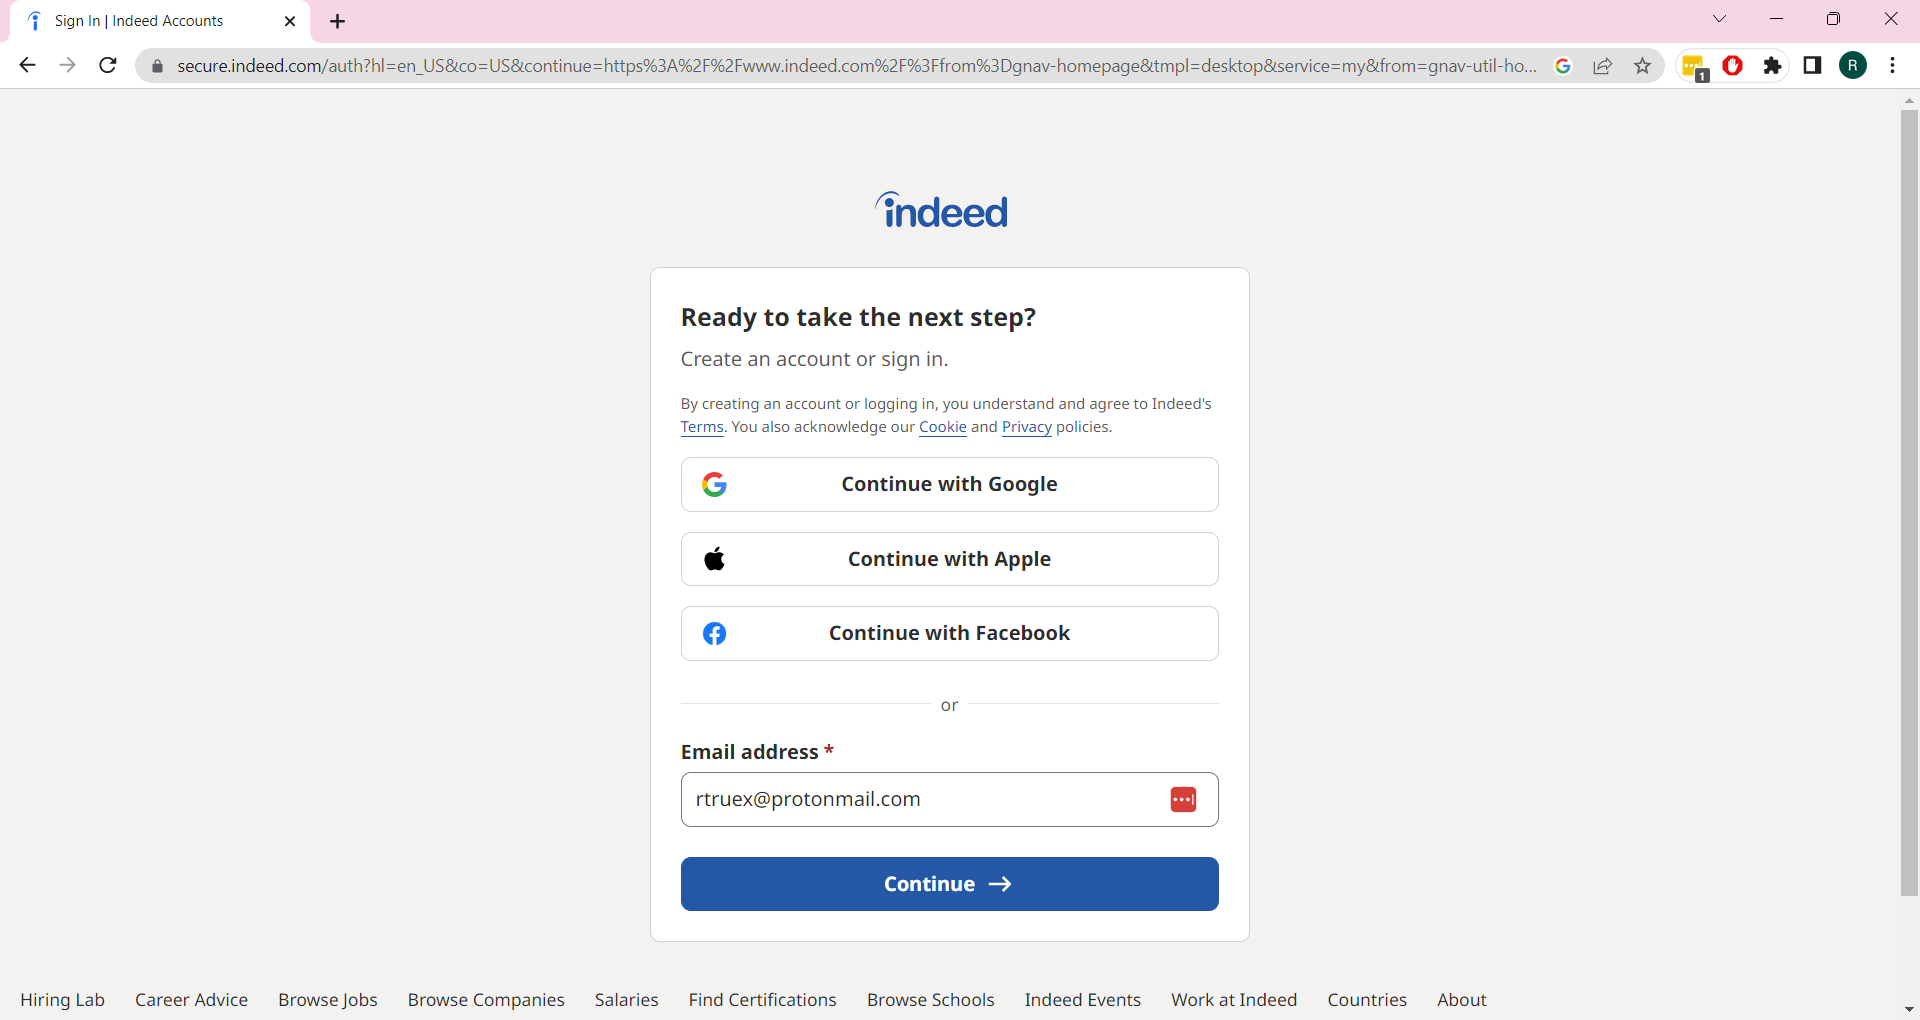 Sign In | Indeed Accounts
secure.indeed.com/auth?hl=en_US&co=US&continue=https%3A%2F%2Fwww.indeed.com%2F%3Ffrom%3Dgnav-homepage&tmpl=desktop&service=my&from=gnav-util-ho...
1
R
indeed
Ready to take the next step?
Create an account or sign in.
By creating an account or logging in, you understand and agree to Indeed's
Terms. You also acknowledge our Cookie and Privacy policies.
Continue with Google
Continue with Apple
Continue with Facebook
or
Email address *
rtruex@protonmail.com
Continue →
Hiring Lab Career Advice Browse Jobs Browse Companies Salaries Find Certifications Browse Schools Indeed Events Work at Indeed Countries About